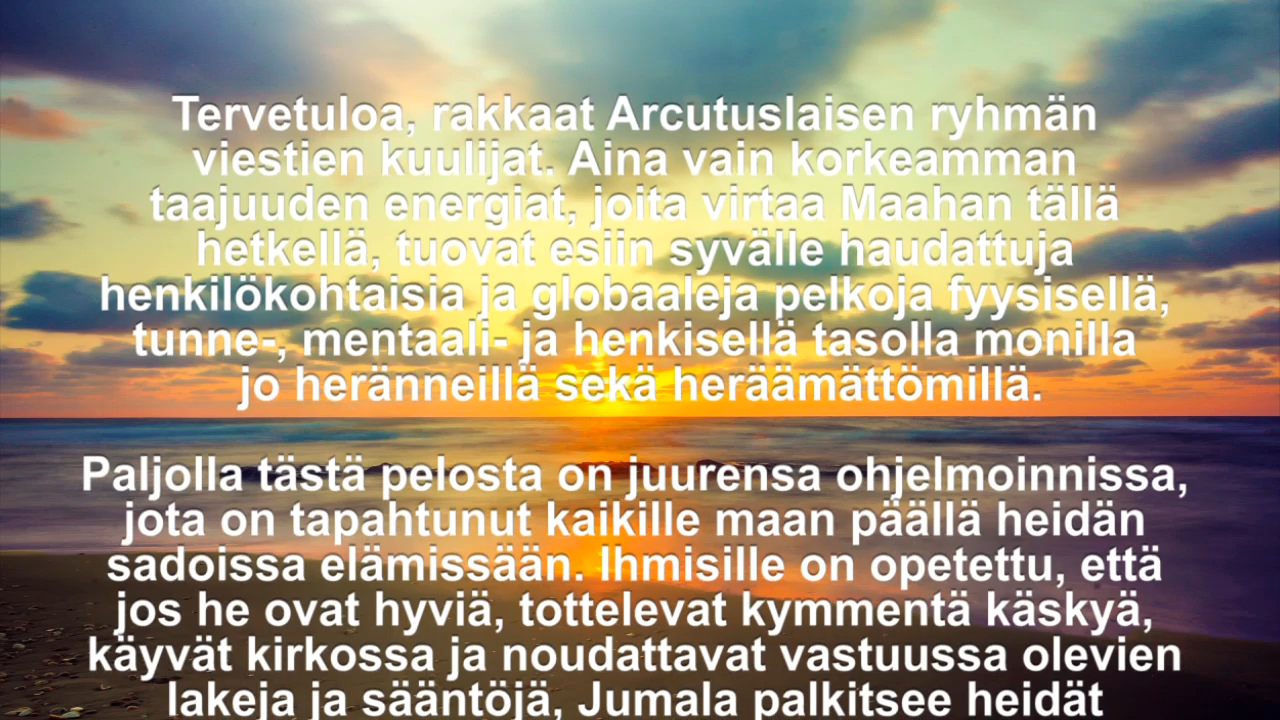 Tervetuloa, rakkaat Arcutuslaisen ryhmän
viestien kuulijat. Aina vain korkeamman
taajuuden energiat, joita virtaa Maahan tällä
hetkellä, tuovat esiin syvälle haudattuja
henkilökohtaisia ja globaaleja pelkoja fyysisellä,
tunne-, mentaali- ja henkisellä tasolla monilla
jo heränneillä sekä heräämättömillä.
Paljolla tästä pelosta on juurensa ohjelmoinnissa,
jota on tapahtunut kaikille maan päällä heidän
sadoissa elämissään. Ihmisille on opetettu, että
jos he ovat hyviä, tottelevat kymmentä käskyä,
käyvät kirkossa ja noudattavat vastuussa olevien
lakeja ja sääntöjä, Jumala palkitsee heidät